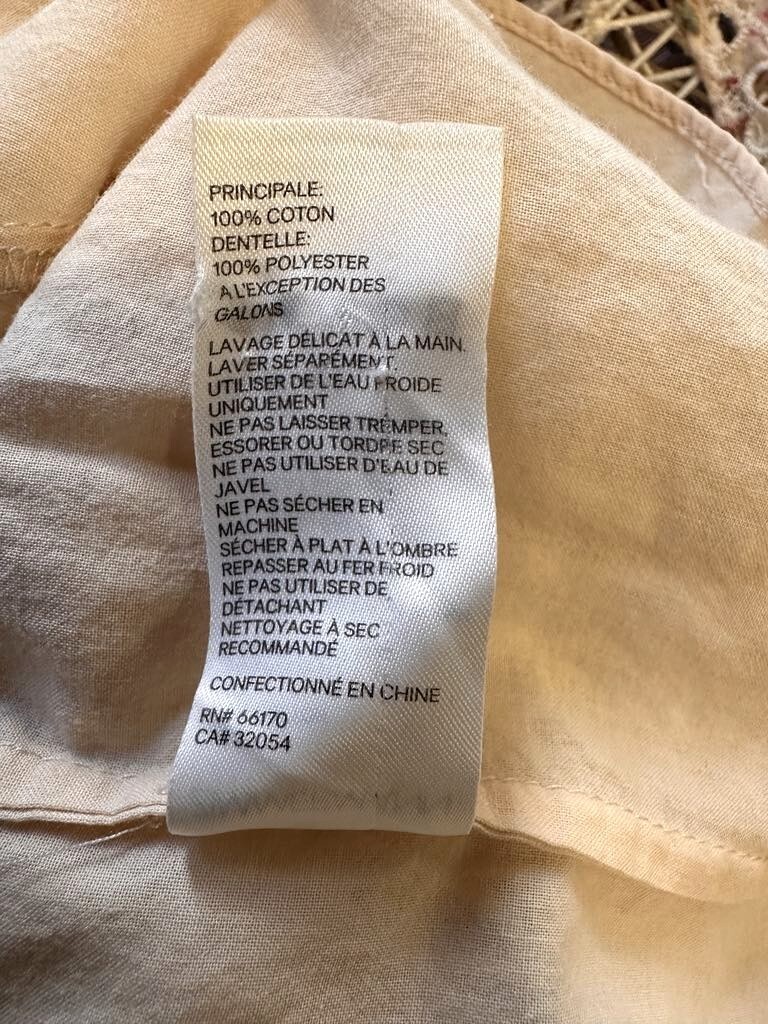 PRINCIPALE:
100% COTON
DENTELLE:
100% POLYESTER
A L'EXCEPTION DES
GALONS
LAVAGE DÉLICAT À LA MAIN.
LAVER SÉPARÉMENT.
UTILISER DE L'EAU FROIDE
UNIQUEMENT
NE PAS LAISSER TREMPER.
ESSORER OU TORDRE SEC
NE PAS UTILISER D'EAU DE
JAVEL
NE PAS SÉCHER EN
MACHINE
SÉCHER À PLAT À L'OMBRE
REPASSER AU FER FROID
NE PAS UTILISER DE
DÉTACHANT
NETTOYAGE À SEC
RECOMMANDÉ
CONFECTIONNÉ EN CHINE
RN# 66170
CA# 32054